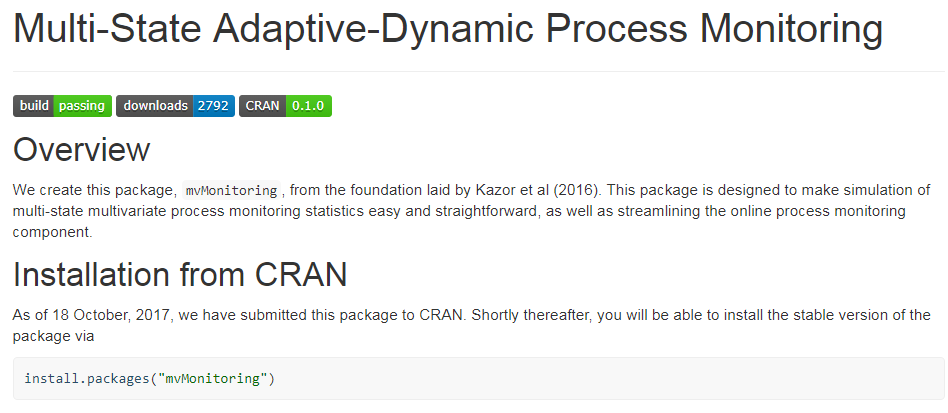 Multi-State Adaptive-Dynamic Process Monitoring
build passing downloads 2792 CRAN 0.1.0
Overview
We create this package, mvMonitoring, from the foundation laid by Kazor et al (2016). This package is designed to make simulation of
multi-state multivariate process monitoring statistics easy and straightforward, as well as streamlining the online process monitoring
component.
Installation from CRAN
As of 18 October, 2017, we have submitted this package to CRAN. Shortly thereafter, you will be able to install the stable version of the
package via
install.packages("mvMonitoring")